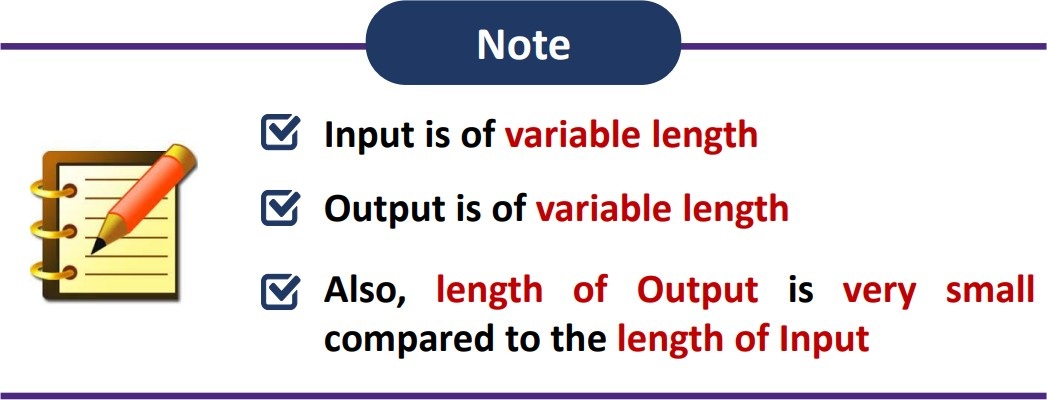 Note
Input is of variable length
Output is of variable length
Also, length of Output is very small
compared to the length of Input